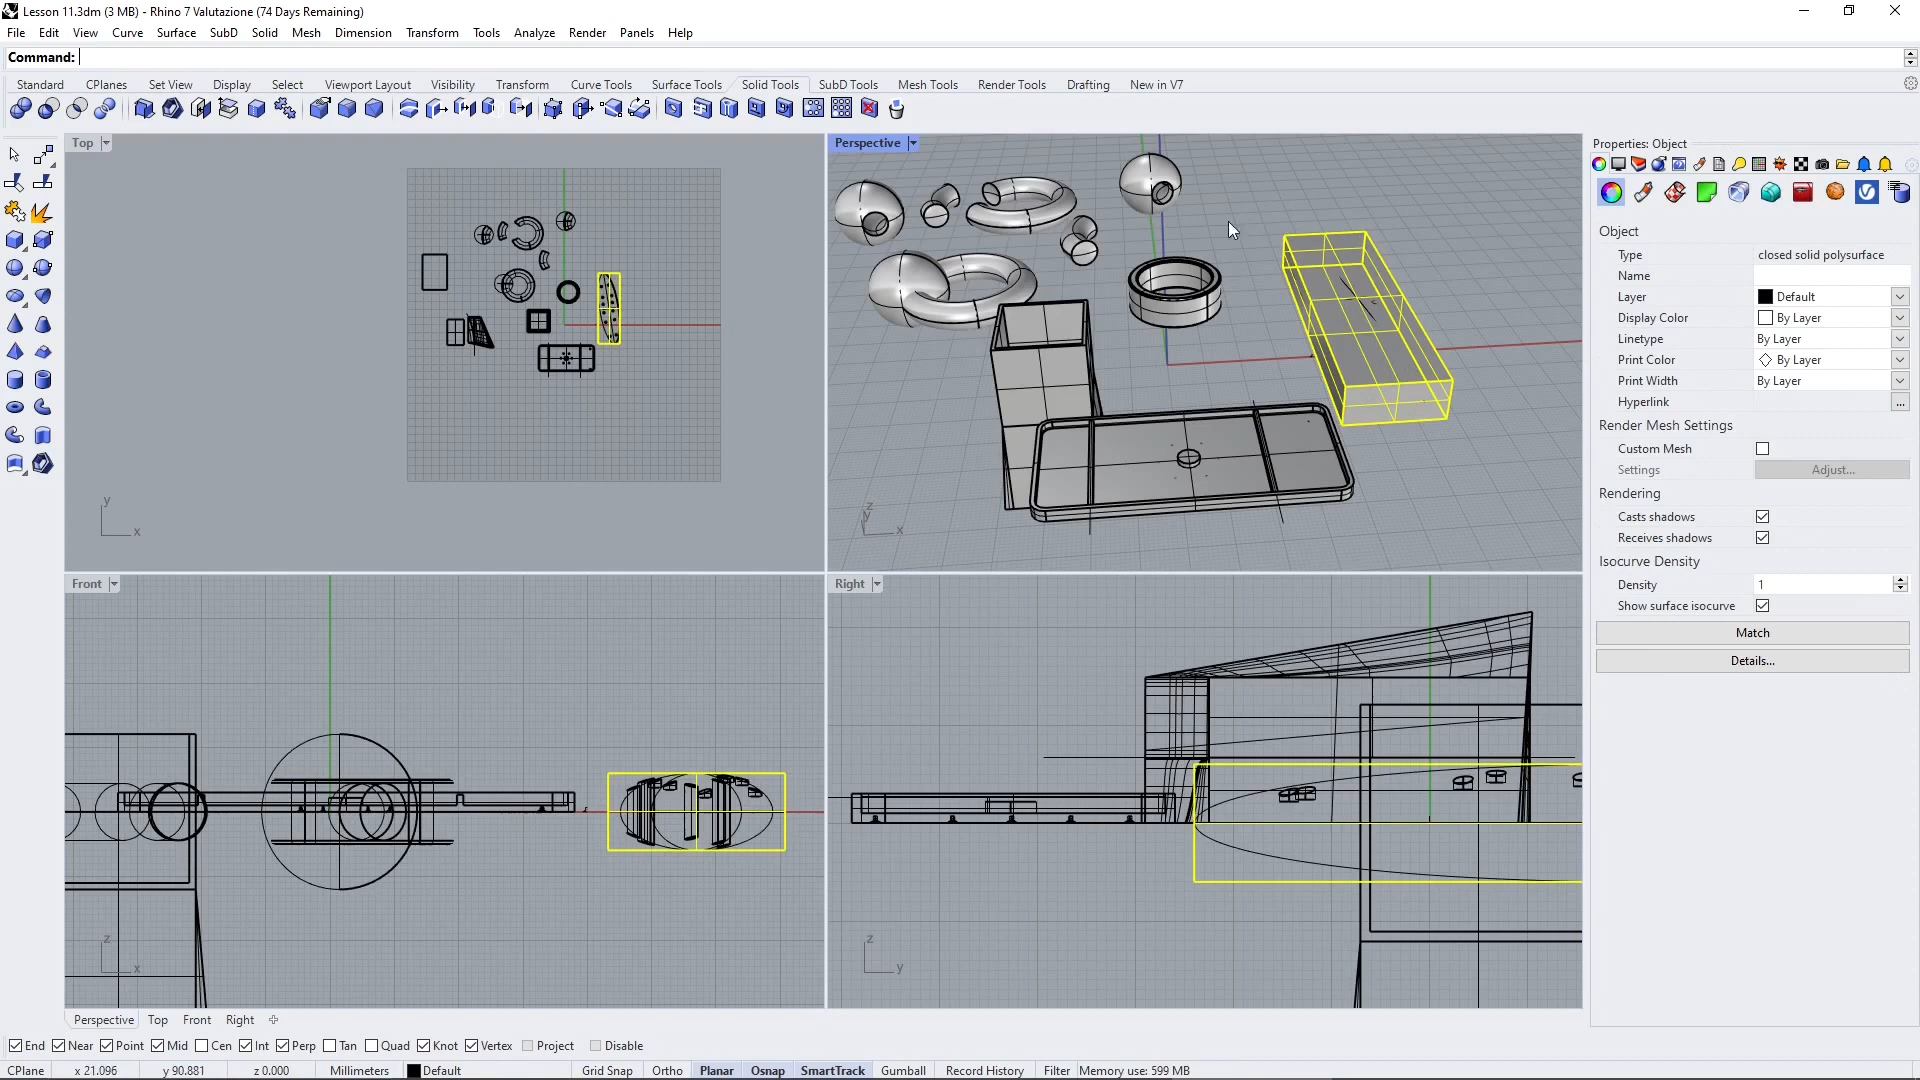 Lesson 11.3dm (3 MB) - Rhino 7 Valutazione (74 Days Remaining)
File Edit View Curve Surface SubD Solid Mesh Dimension Transform Tools Analyze Render Panels Help
Command:
Standard CPlanes Set View Display Select Viewport Layout Visibility Transform Curve Tools Surface Tools Solid Tools SubD Tools Mesh Tools Render Tools Drafting New in V7
Top
Perspective
Properties: Object
Object
Type closed solid polysurface
Name
Layer Default
Display Color By Layer
Linetype By Layer
Print Color By Layer
Print Width By Layer
Hyperlink ...
Render Mesh Settings
Custom Mesh
Settings Adjust...
Rendering
Casts shadows
Receives shadows
Isocurve Density
Density 1
Show surface isocurve
Match
Details...
y
x
z
y
x
Front
Right
z
x
z
y
Perspective Top Front Right
End Near Point Mid Cen Int Perp Tan Quad Knot Vertex Project Disable
CPlane x 21.096 y 90.881 z 0.000 Millimeters Default Grid Snap Ortho Planar Osnap SmartTrack Gumball Record History Filter Memory use: 599 MB